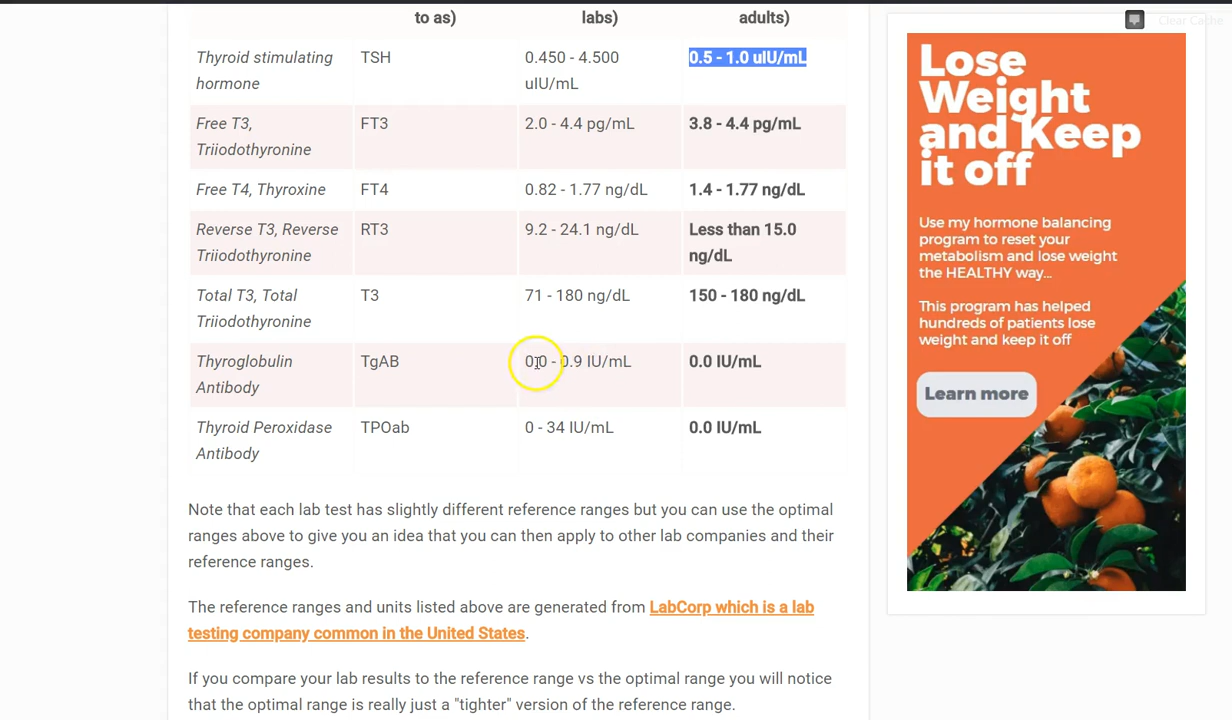 Clear Cache
to as)
labs)
adults)
Thyroid stimulating
hormone
TSH
0.450 - 4.500
uIU/mL
0.5 - 1.0 uIU/mL
Free T3,
Triiodothyronine
FT3
2.0 - 4.4 pg/mL
3.8 - 4.4 pg/mL
Free T4, Thyroxine
FT4
0.82 - 1.77 ng/dL
1.4 - 1.77 ng/dL
Reverse T3, Reverse
Triiodothyronine
RT3
9.2 - 24.1 ng/dL
Less than 15.0
ng/dL
Total T3, Total
Triiodothyronine
T3
71 - 180 ng/dL
150 - 180 ng/dL
Thyroglobulin
Antibody
TgAB
0.0 - 0.9 IU/mL
0.0 IU/mL
Thyroid Peroxidase
Antibody
TPOab
0 - 34 IU/mL
0.0 IU/mL
Note that each lab test has slightly different reference ranges but you can use the optimal
ranges above to give you an idea that you can then apply to other lab companies and their
reference ranges.
The reference ranges and units listed above are generated from LabCorp which is a lab
testing company common in the United States.
If you compare your lab results to the reference range vs the optimal range you will notice
that the optimal range is really just a "tighter" version of the reference range.
Lose
Weight
and Keep
it off
Use my hormone balancing
program to reset your
metabolism and lose weight
the HEALTHY way...
This program has helped
hundreds of patients lose
weight and keep it off
Learn more